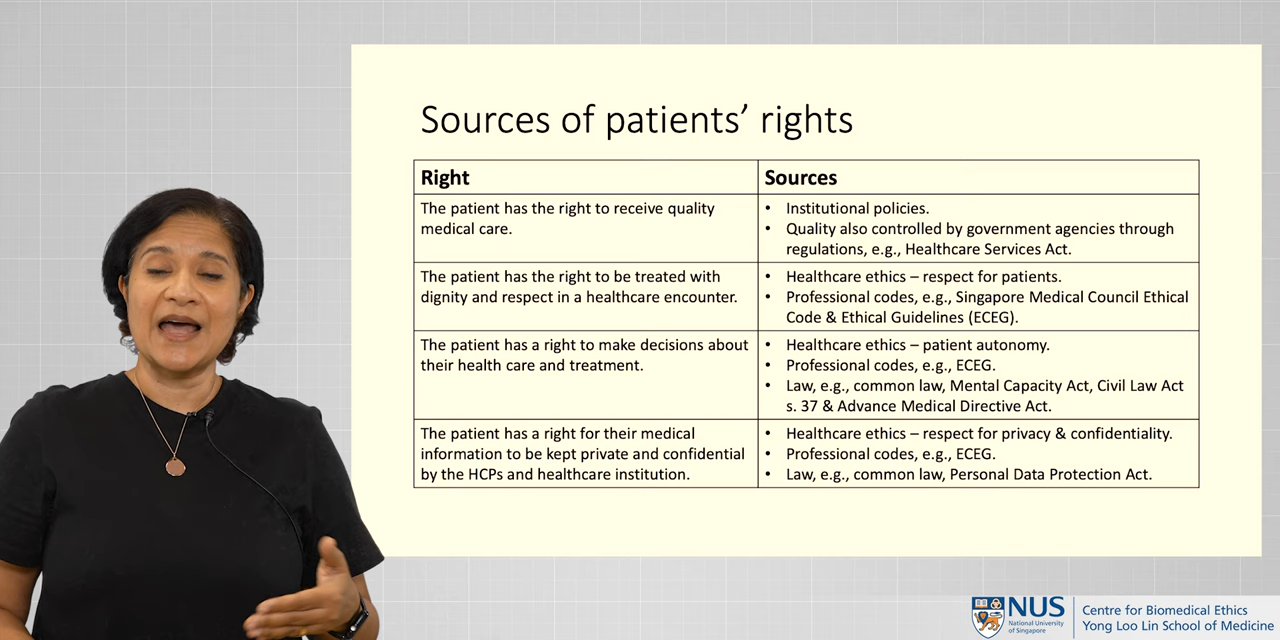 Sources of patients’ rights
Right
Sources
The patient has the right to receive quality
medical care.
• Institutional policies.
• Quality also controlled by government agencies through
regulations, e.g., Healthcare Services Act.
The patient has the right to be treated with
dignity and respect in a healthcare encounter.
• Healthcare ethics – respect for patients.
• Professional codes, e.g., Singapore Medical Council Ethical
Code & Ethical Guidelines (ECEG).
The patient has a right to make decisions about
their health care and treatment.
• Healthcare ethics – patient autonomy.
• Professional codes, e.g., ECEG.
• Law, e.g., common law, Mental Capacity Act, Civil Law Act
s. 37 & Advance Medical Directive Act.
The patient has a right for their medical
information to be kept private and confidential
by the HCPs and healthcare institution.
• Healthcare ethics – respect for privacy & confidentiality.
• Professional codes, e.g., ECEG.
• Law, e.g., common law, Personal Data Protection Act.
NUS
National University
of Singapore
Centre for Biomedical Ethics
Yong Loo Lin School of Medicine